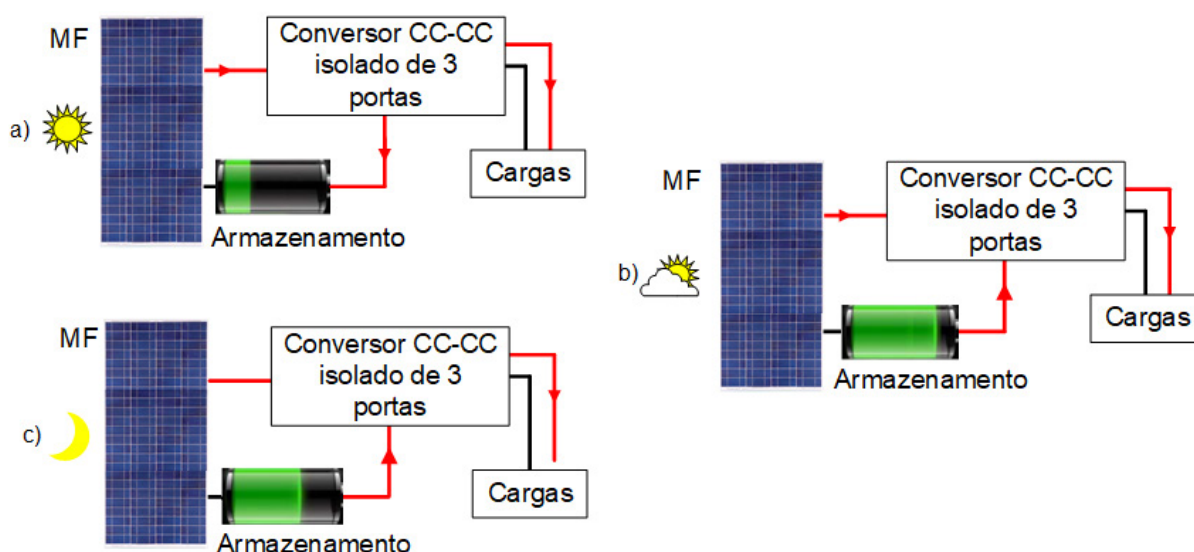 MF
Conversor CC-CC
isolado de 3
portas
a)
Cargas
Armazenamento
MF
Conversor CC-CC
isolado de 3
portas
b)
Cargas
Armazenamento
MF
Conversor CC-CC
isolado de 3
portas
c)
Cargas
Armazenamento